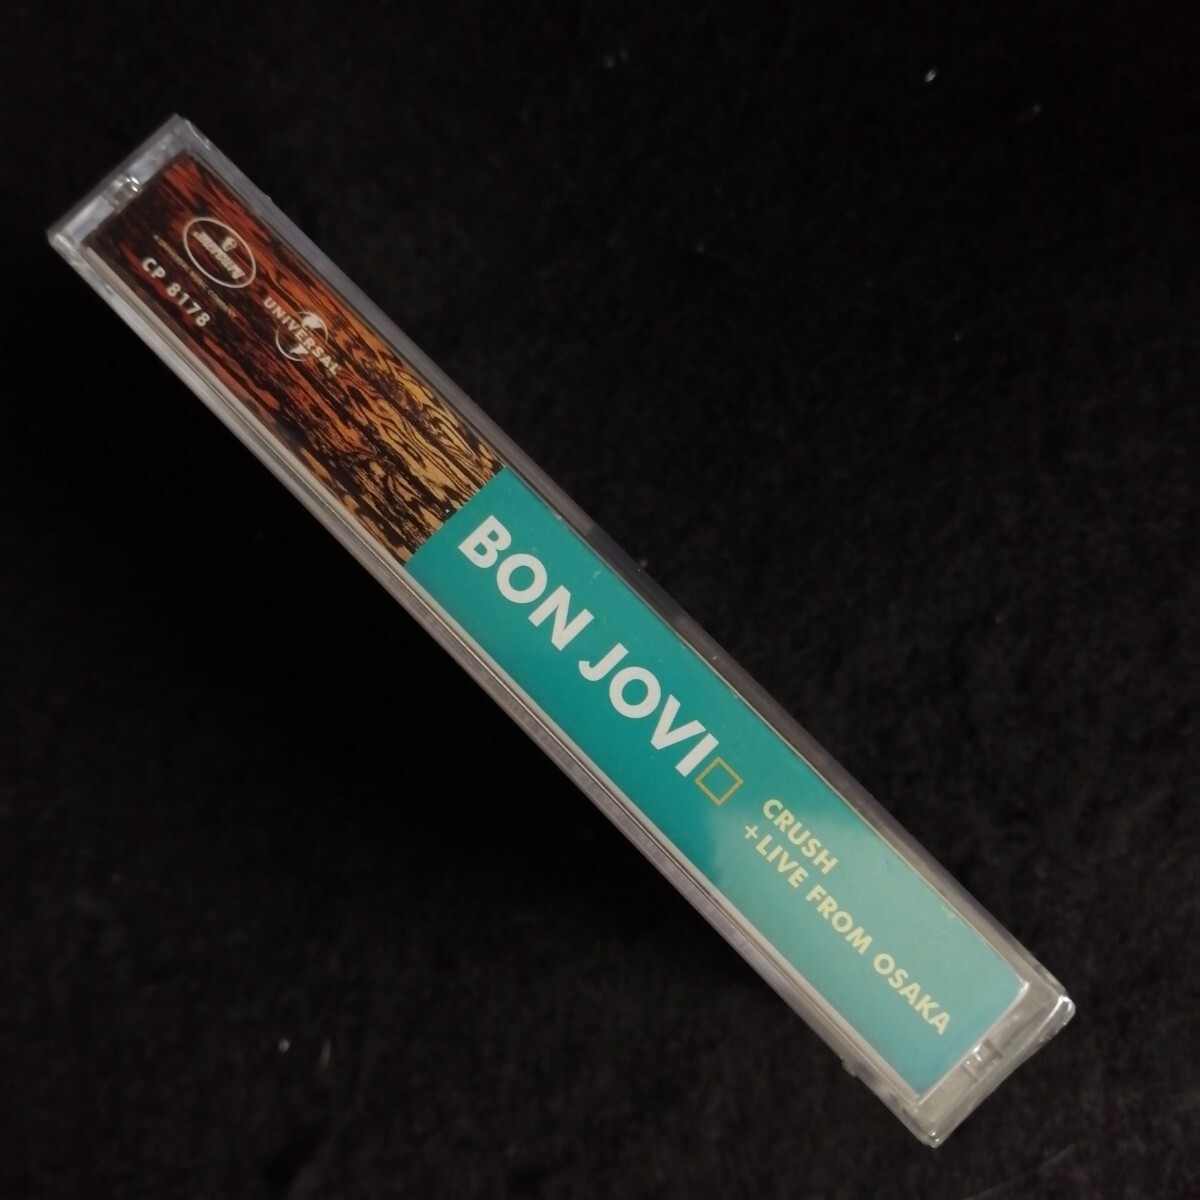 Mercury
CP 8178
UNIVERSAL
BON JOVI
CRUSH
+LIVE FROM OSAKA